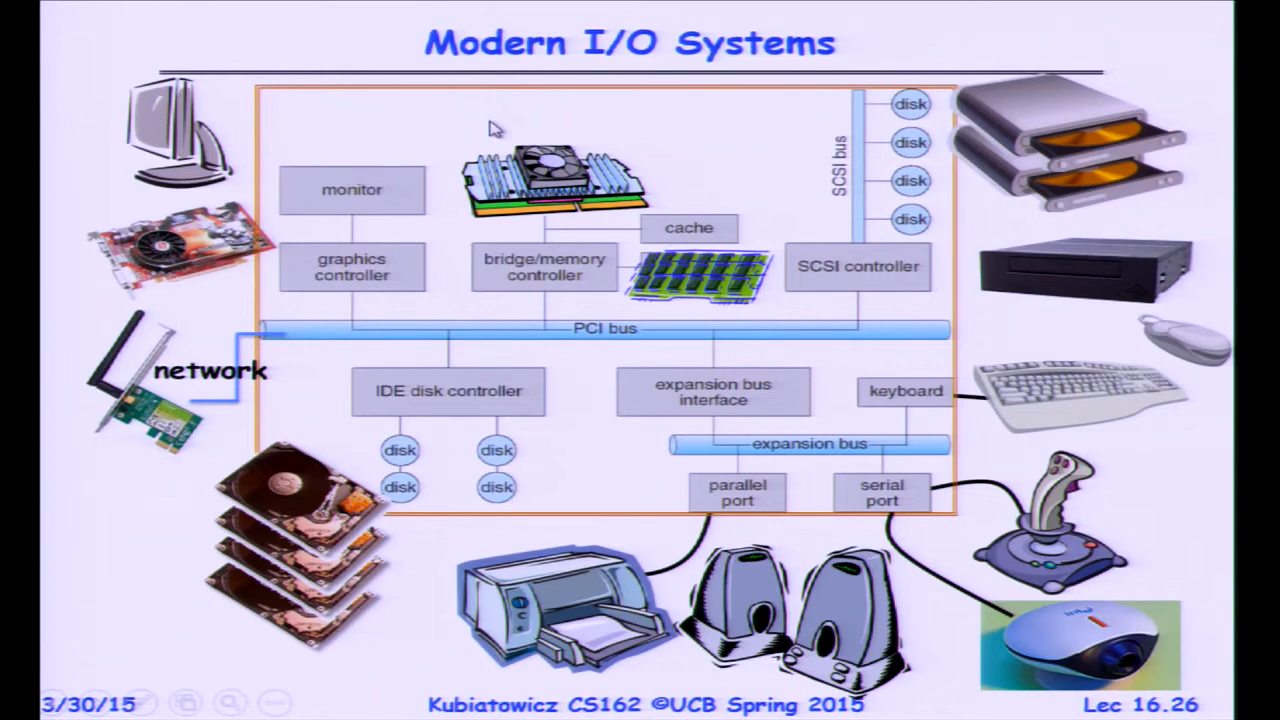 Modern I/O Systems
monitor
cache
graphics
controller
bridge/memory
controller
SCSI controller
SCSI bus
disk
disk
disk
disk
PCI bus
network
IDE disk controller
expansion bus
interface
keyboard
disk
disk
disk
disk
expansion bus
parallel
port
serial
port
intel
3/30/15
Kubiatowicz CS162 ©UCB Spring 2015
Lec 16.26